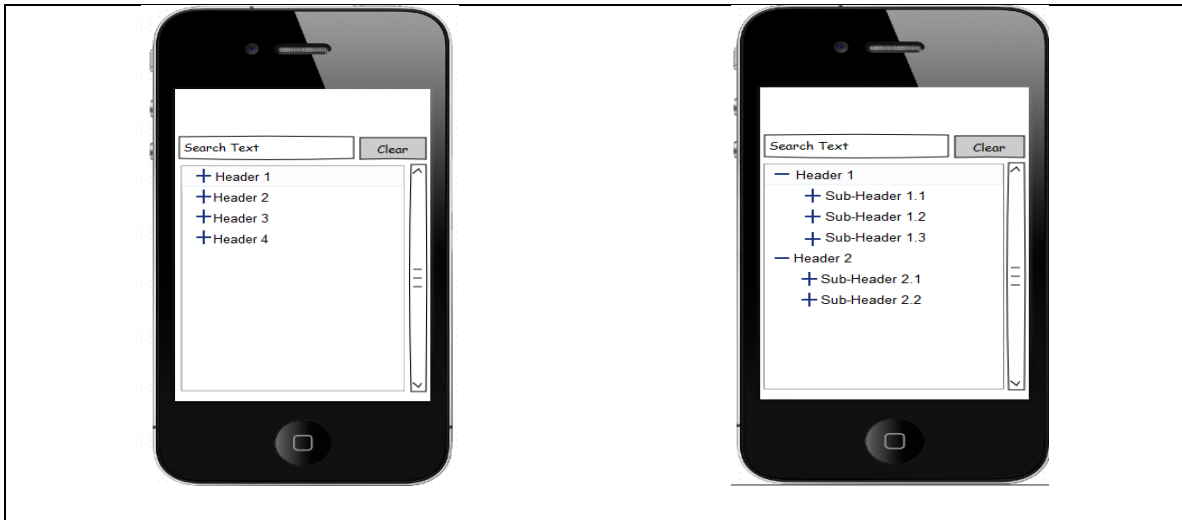 Search Text
Clear
Header 1
Header 2
Header 3
Header 4
Search Text
Clear
Header 1
Sub-Header 1.1
Sub-Header 1.2
Sub-Header 1.3
Header 2
Sub-Header 2.1
Sub-Header 2.2